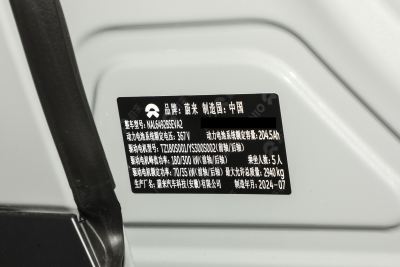 品牌：蔚来 制造国：中国
整车型号：NAL6492BSEVA2
动力电池系统额定电压：367V 动力电池系统额定容量：204.5Ah
驱动电机型号：TZ180S001/YS300S002(前轴/后轴)
驱动电机峰值功率：180/300 kW(前轴/后轴) 乘坐人数：5人
驱动电机额定功率：70/55 kW(前轴/后轴) 最大允许总质量：2940kg
生产厂名：蔚来汽车科技(安徽)有限公司 制造年月：2024-07